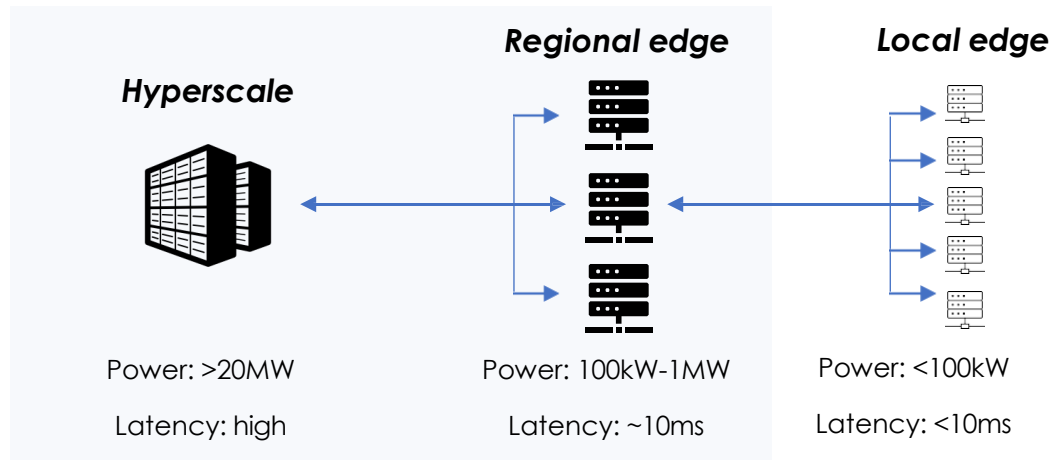 Hyperscale
Power: >20MW
Latency: high
Regional edge
Power: 100kW-1MW
Latency: ~10ms
Local edge
Power: <100kW
Latency: <10ms